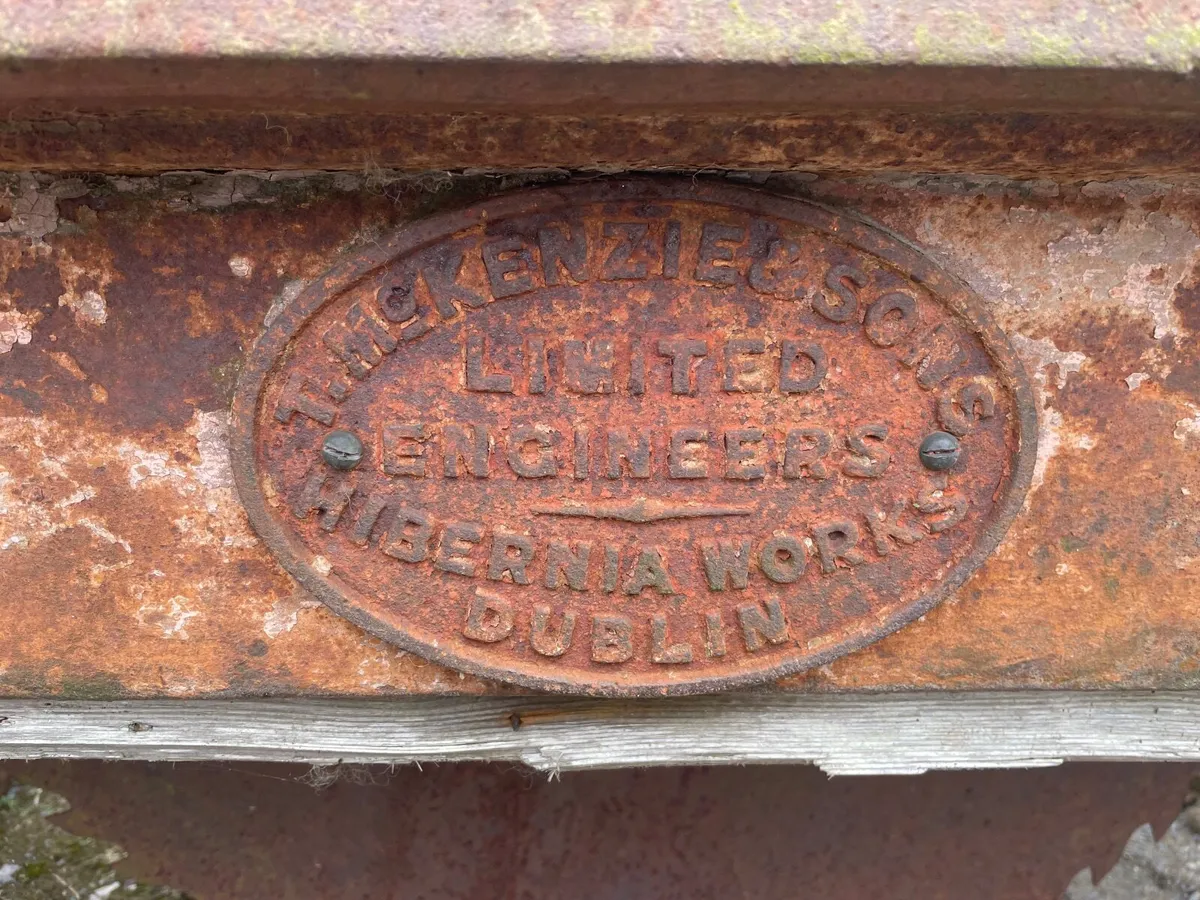 T. McKENZIE & SONS
LIMITED
ENGINEERS
HIBERNIA WORKS
DUBLIN